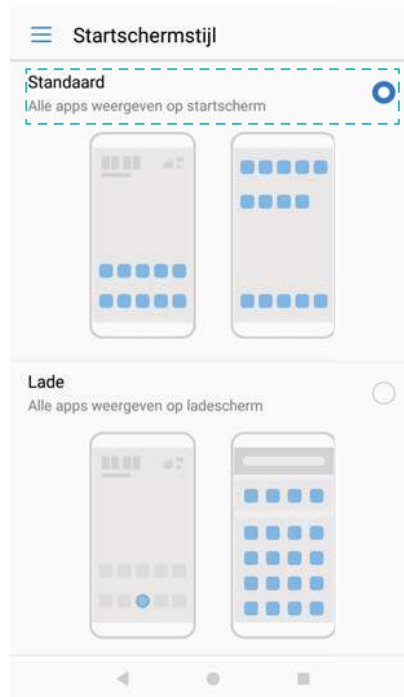 Startschermstijl
Standaard
Alle apps weergeven op startscherm
Lade
Alle apps weergeven op ladescherm